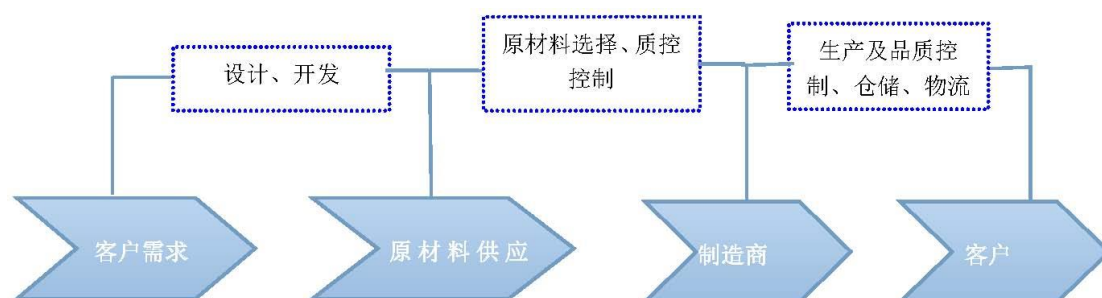 设计、开发
原材料选择、质控
控制
生产及品质控
制、仓储、物流
客户需求
原材料供应
制造商
客户